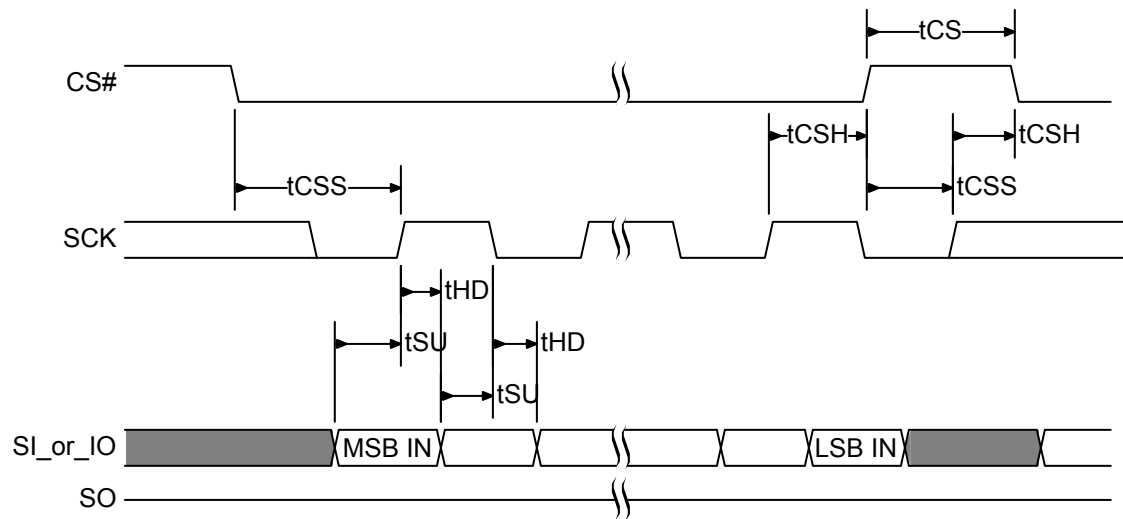 tCS
CS#
tCSH
tCSH
tCSS
tCSS
SCK
tHD
tSU
tHD
tSU
SI_or_IO
MSB IN
LSB IN
SO